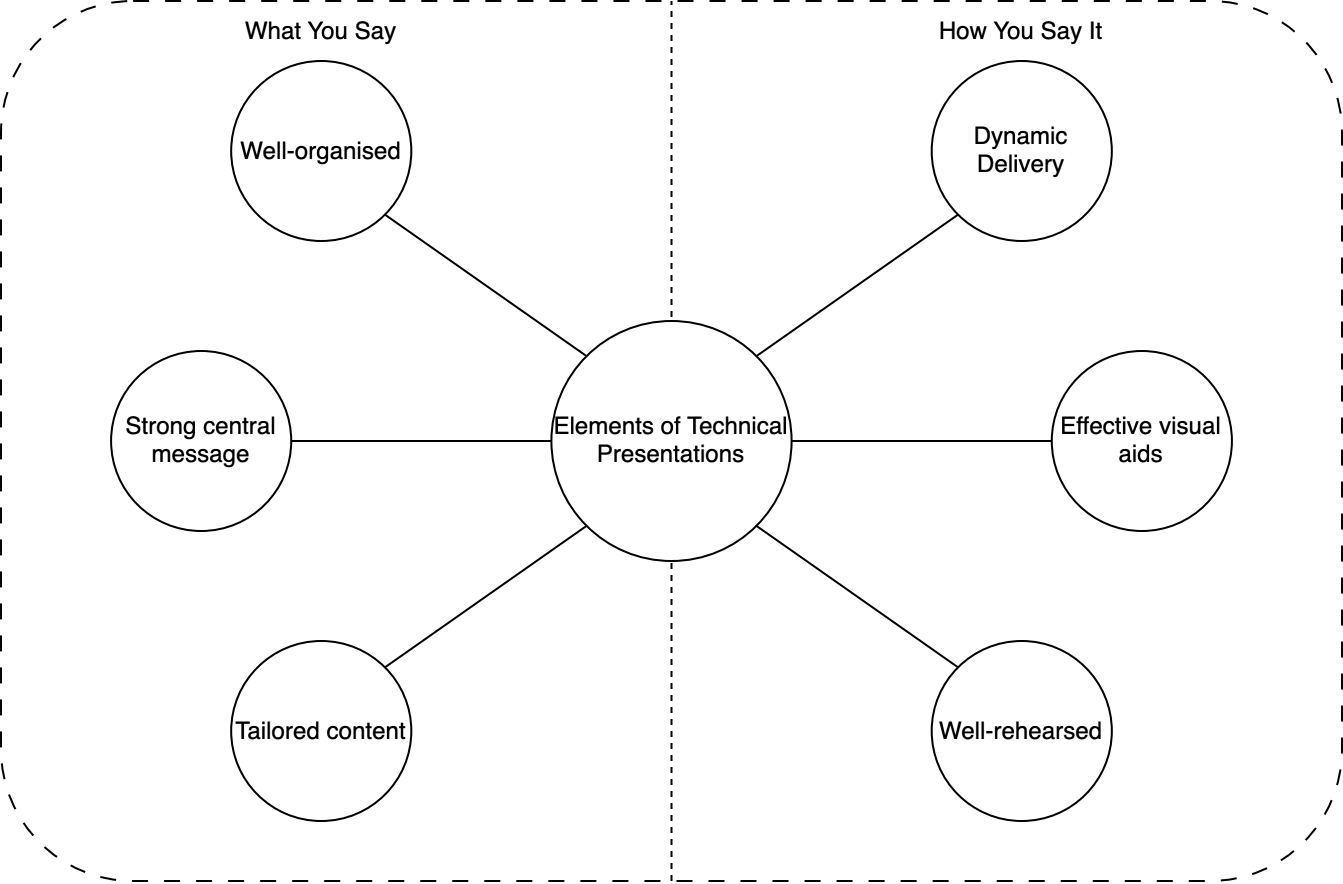 What You Say
How You Say It
Well-organised
Dynamic
Delivery
Strong central
message
Elements of Technical
Presentations
Effective visual
aids
Tailored content
Well-rehearsed